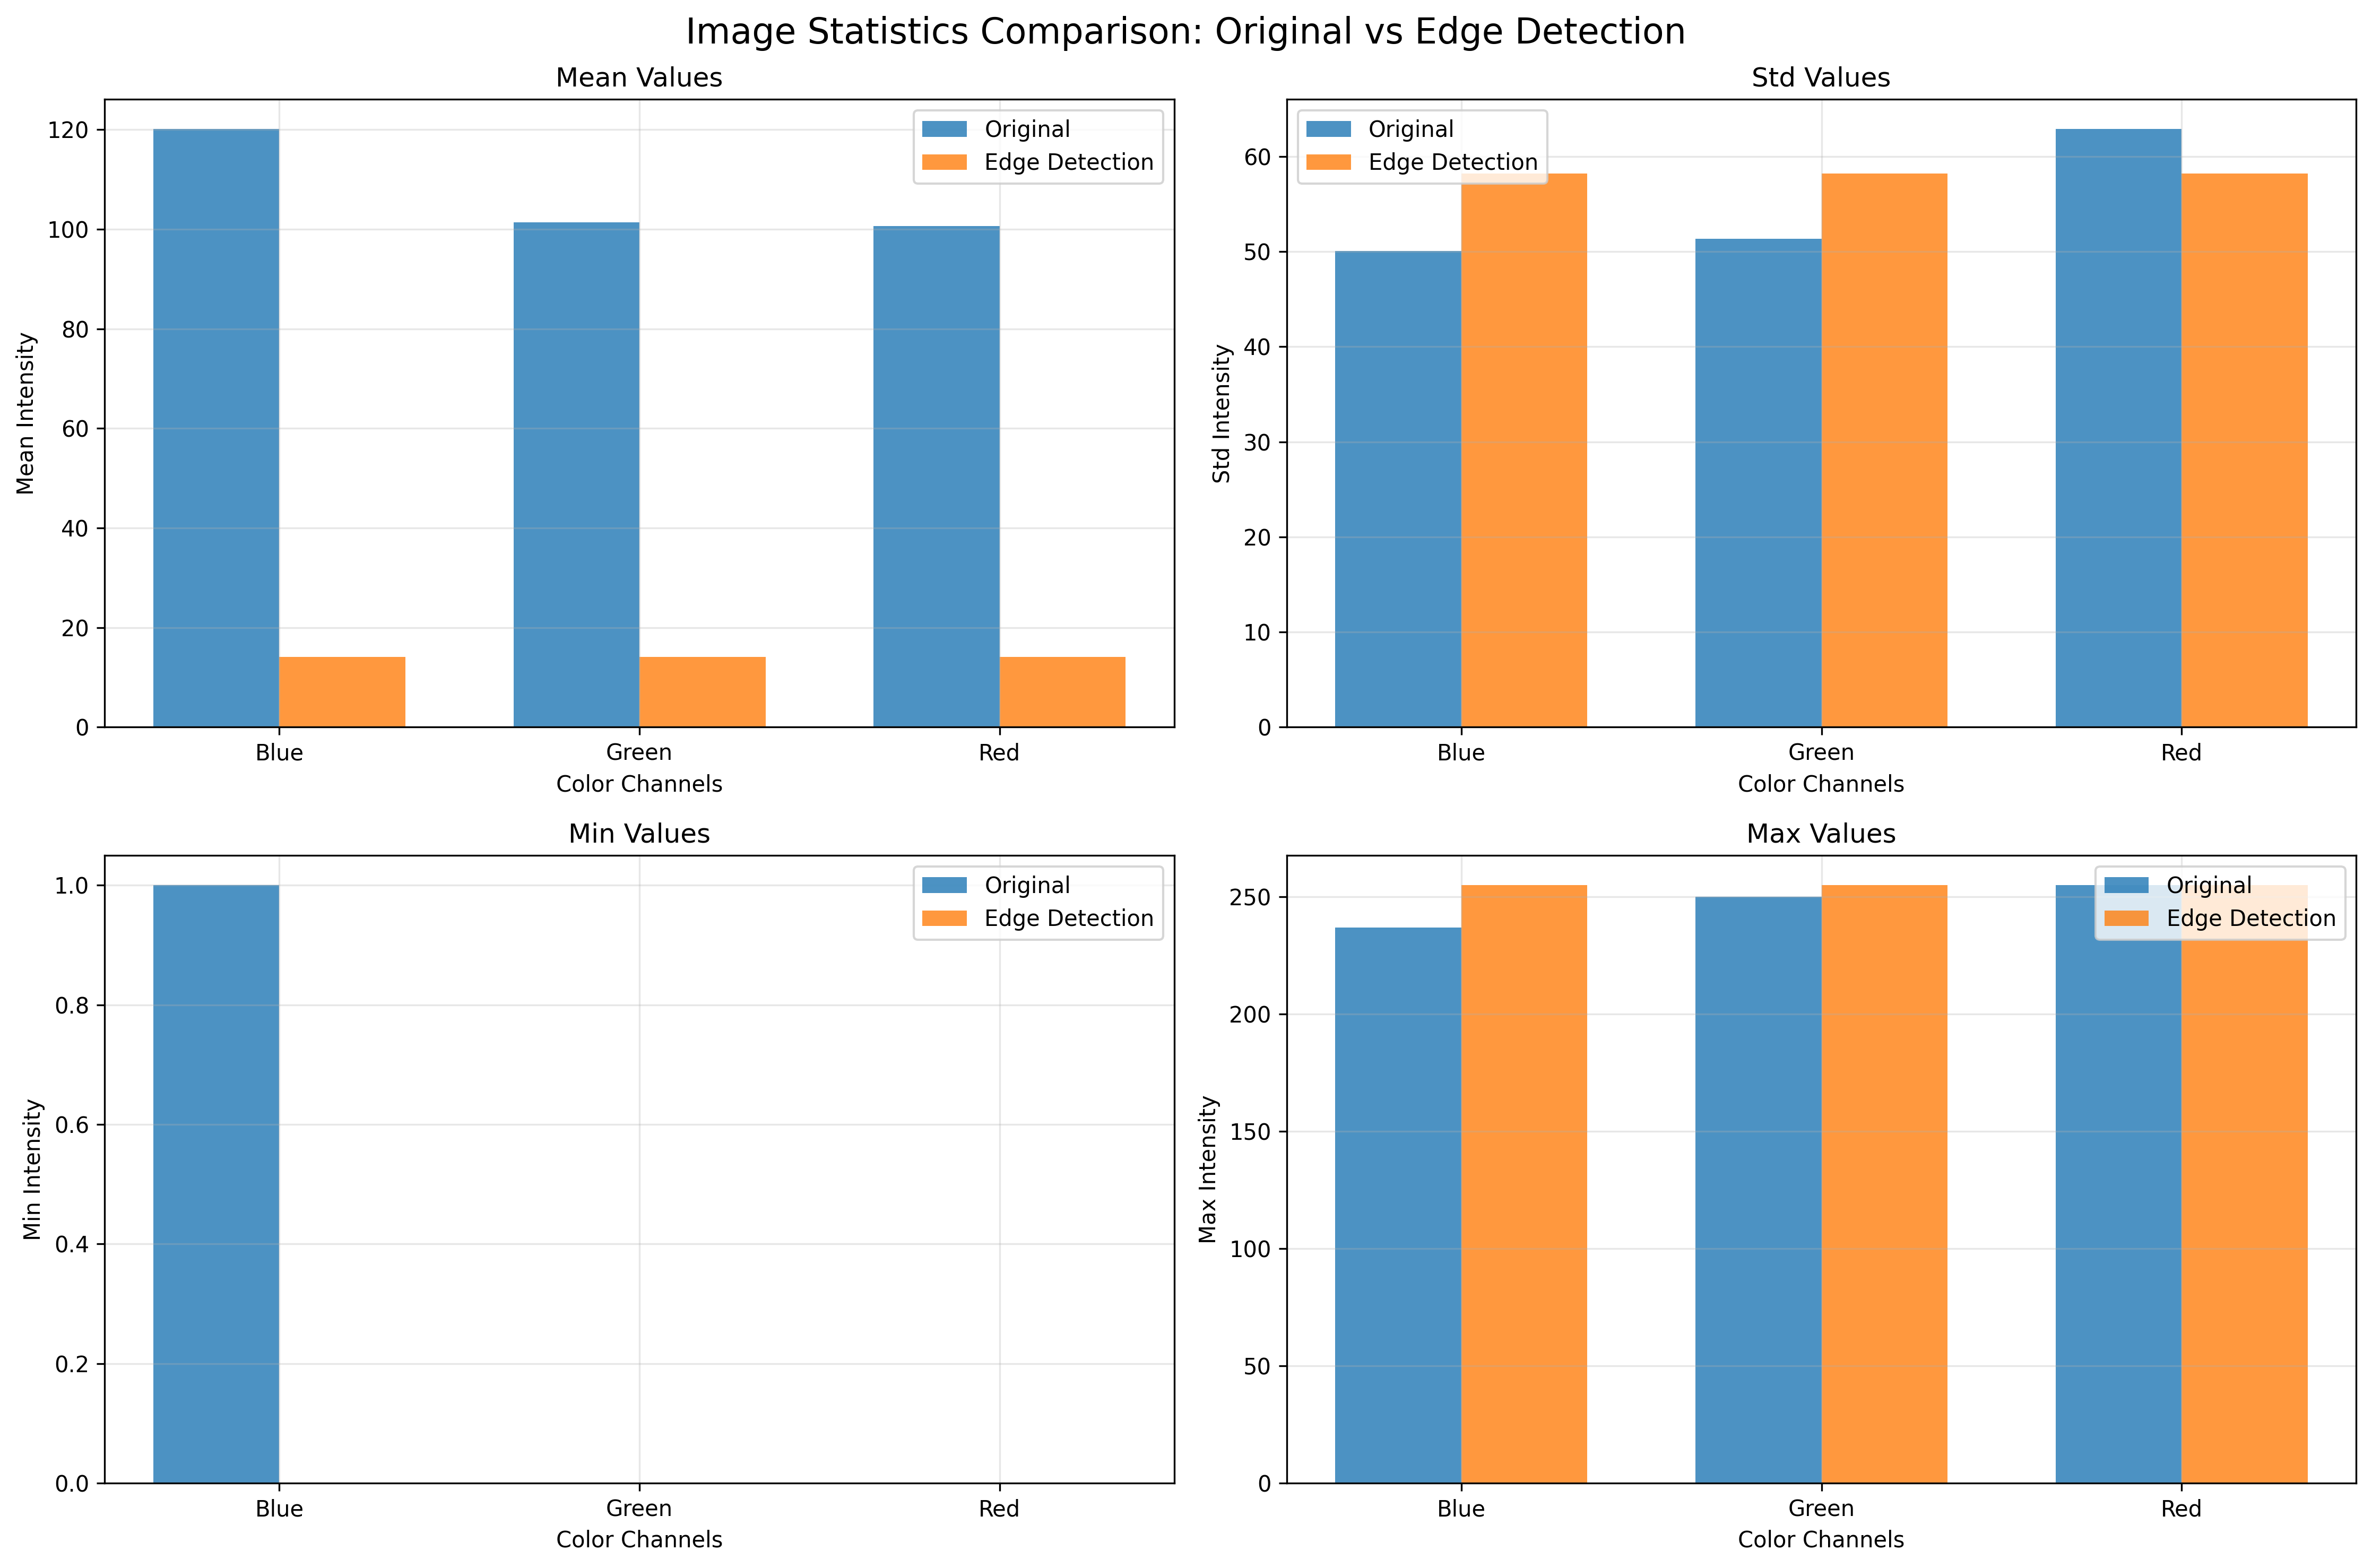 Image Statistics Comparison: Original vs Edge Detection
Mean Values
120
100
80
60
40
20
0
Mean Intensity
Original
Edge Detection
Blue Green Red
Color Channels
Std Values
60
50
40
30
20
10
0
Std Intensity
Original
Edge Detection
Blue Green Red
Color Channels
Min Values
1.0
0.8
0.6
0.4
0.2
0.0
Min Intensity
Original
Edge Detection
Blue Green Red
Color Channels
Max Values
250
200
150
100
50
0
Max Intensity
Original
Edge Detection
Blue Green Red
Color Channels